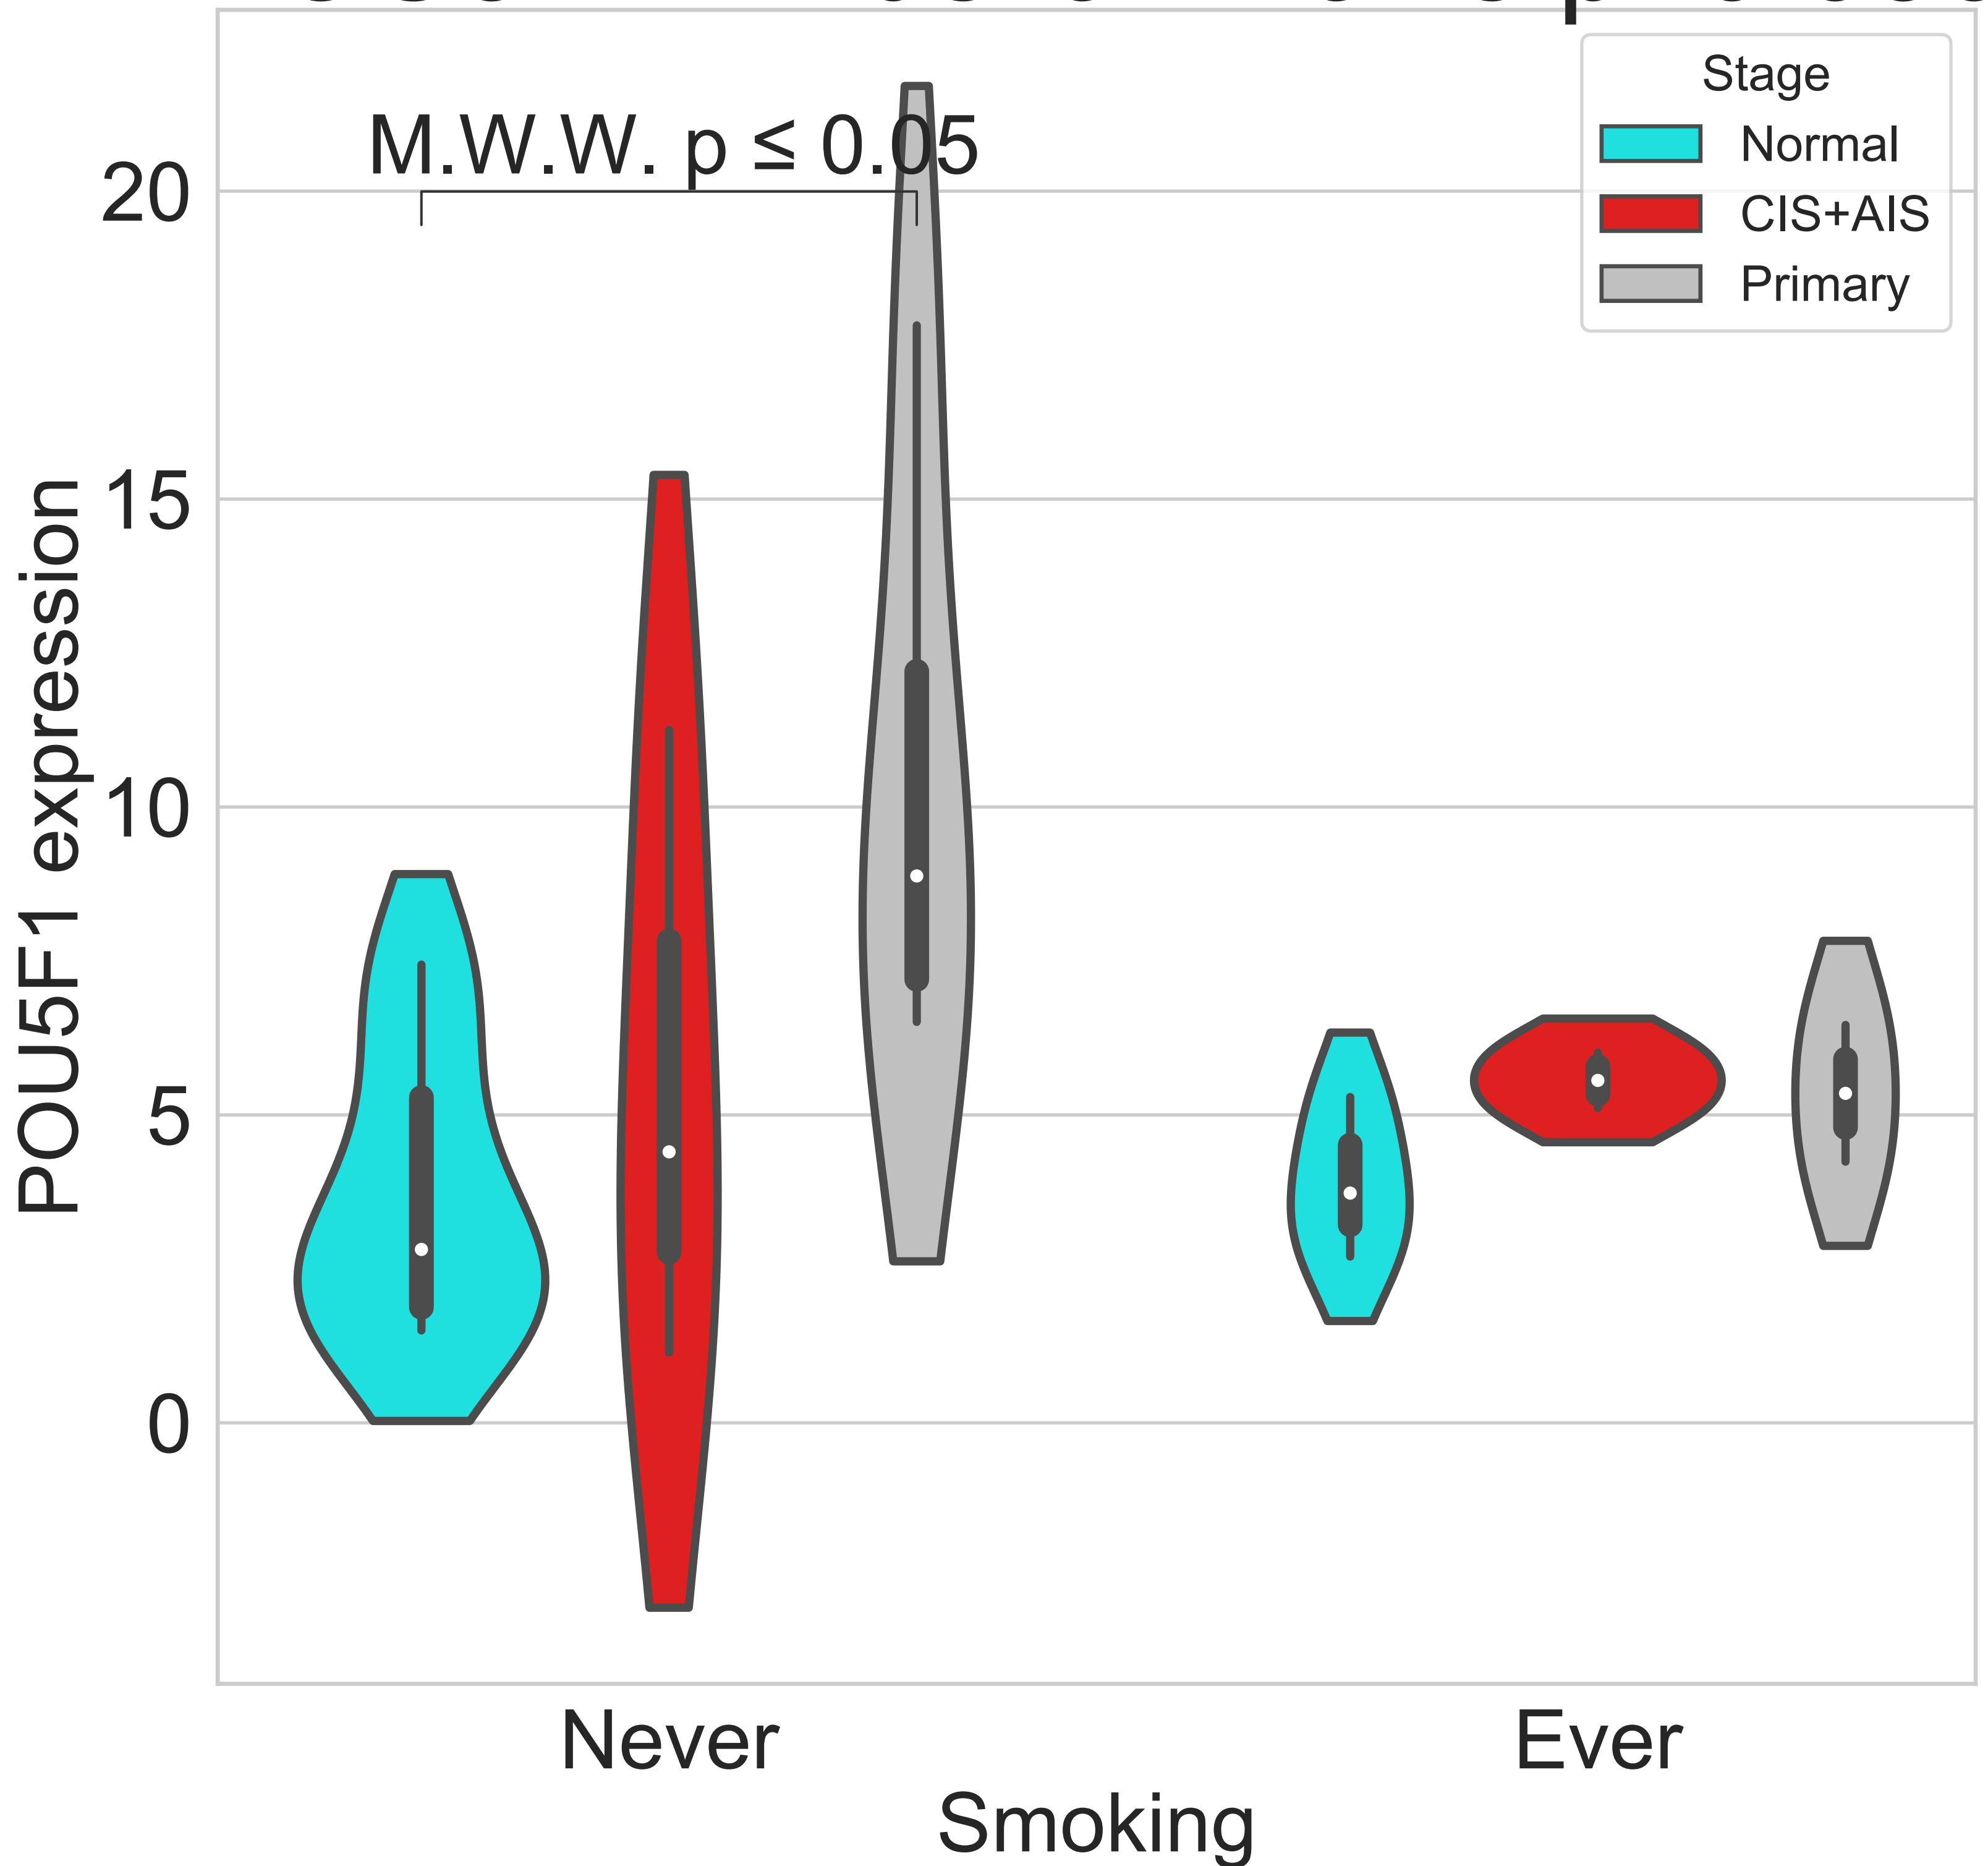 Stage
Normal
CIS+AIS
Primary
M.W.W. p ≤ 0.05
20
15
10
5
0
POU5F1 expression
Never
Ever
Smoking